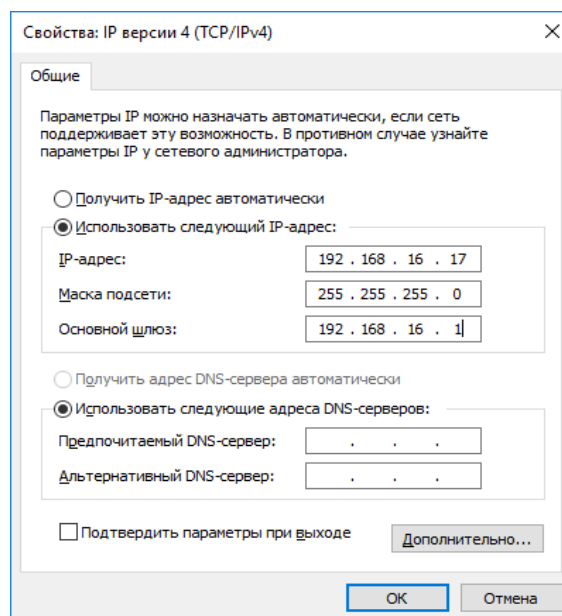 Свойства: IP версии 4 (TCP/IPv4)
Общие
Параметры IP можно назначать автоматически, если сеть
поддерживает эту возможность. В противном случае узнайте
параметры IP у сетевого администратора.
Получить IP-адрес автоматически
Использовать следующий IP-адрес:
IP-адрес: 192 . 168 . 16 . 17
Маска подсети: 255 . 255 . 255 . 0
Основной шлюз: 192 . 168 . 16 . 1
Получить адрес DNS-сервера автоматически
Использовать следующие адреса DNS-серверов:
Предпочитаемый DNS-сервер: . . .
Альтернативный DNS-сервер: . . .
Подтвердить параметры при выходе Дополнительно...
OK Отмена